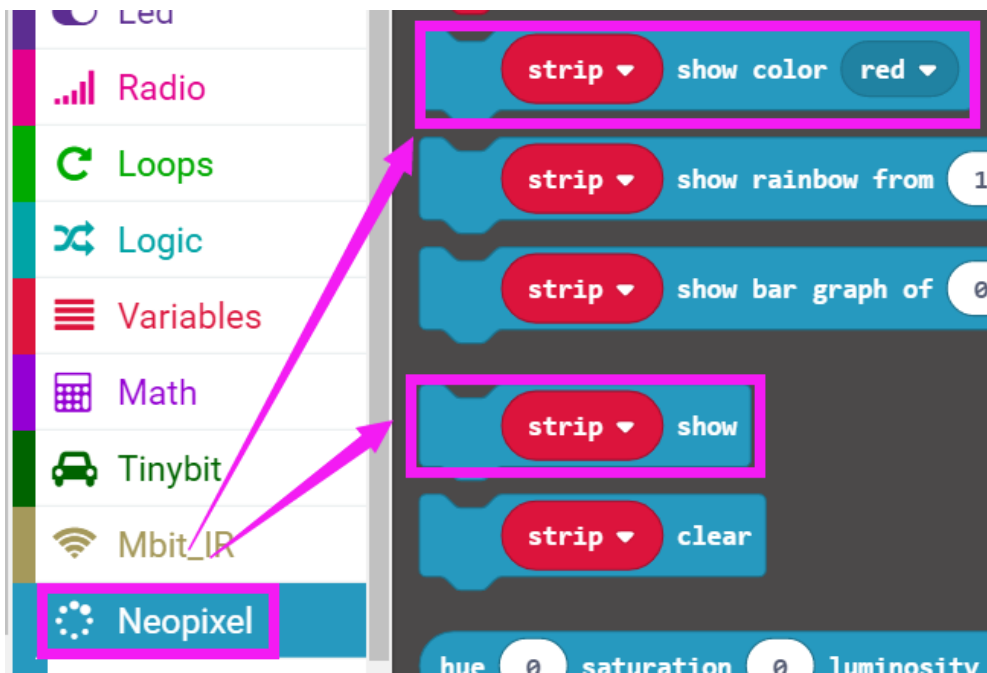 Led
Radio
Loops
Logic
Variables
Math
Tinybit
Mbit_IR
Neopixel
strip show color red
strip show rainbow from 1
strip show bar graph of 0
strip show
strip clear
hue 0 saturation 0 luminosity